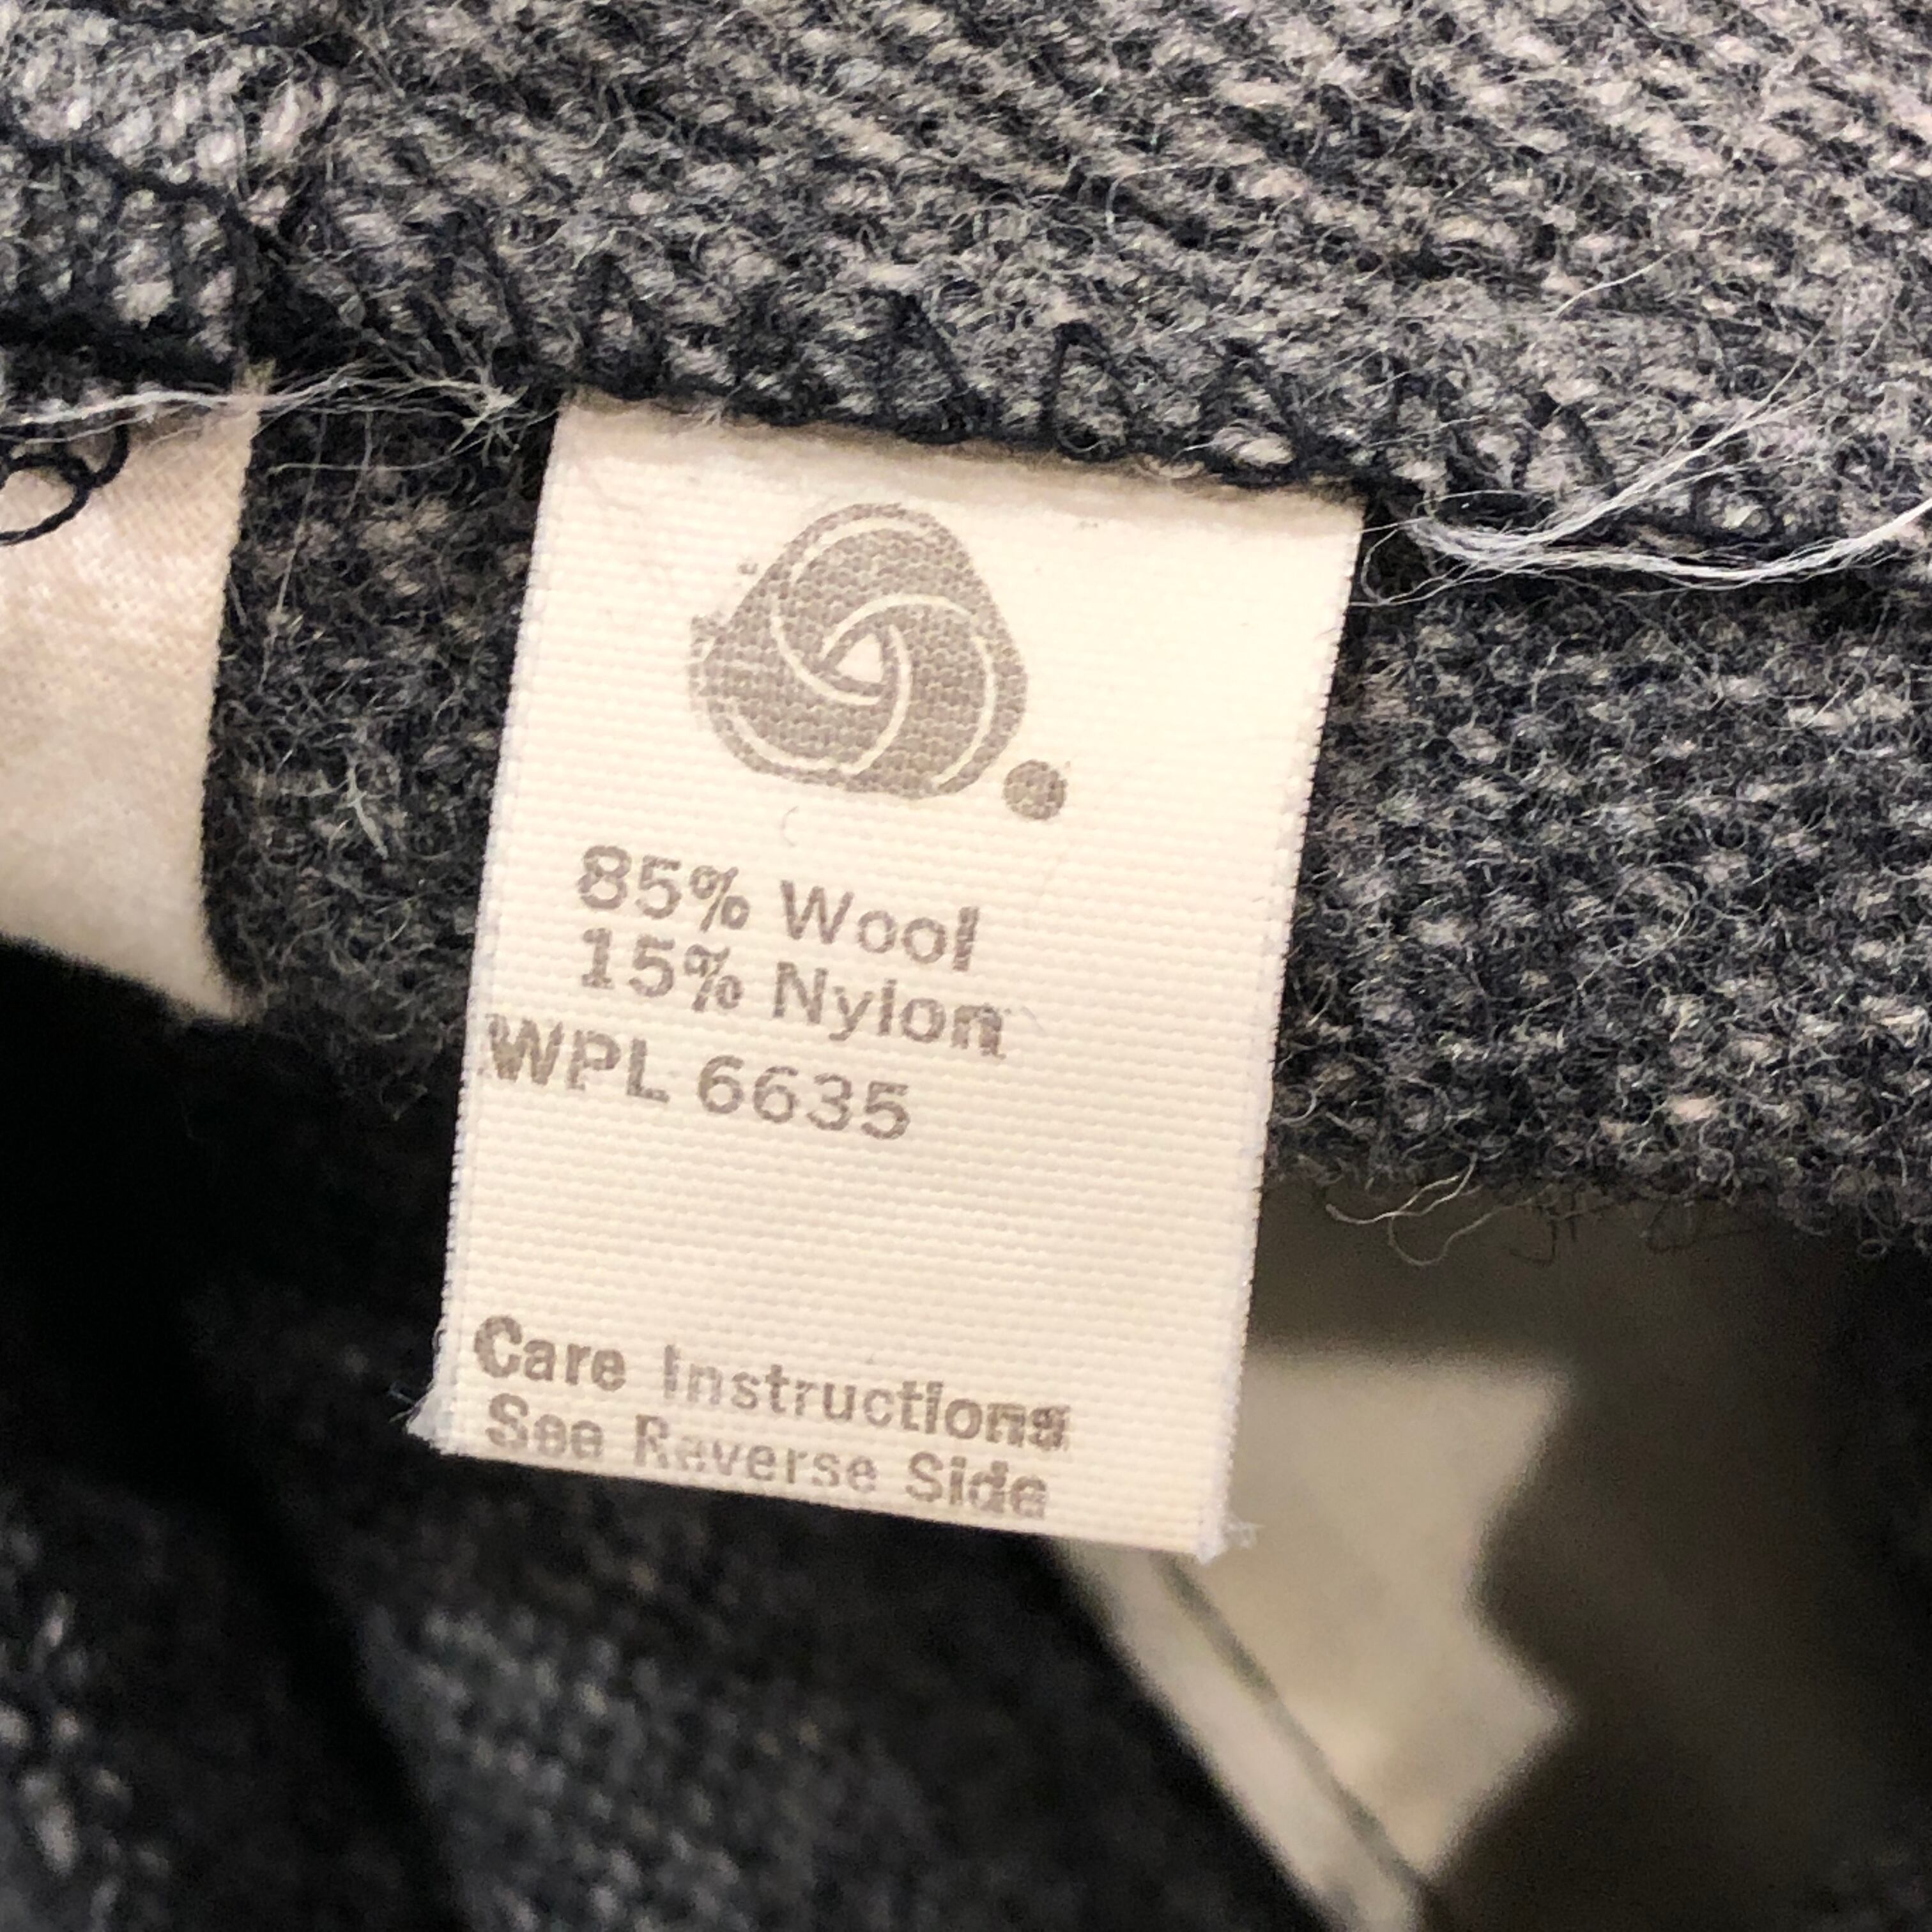 85% Wool
15% Nylon
WPL 6635
Care Instructions
See Reverse Side